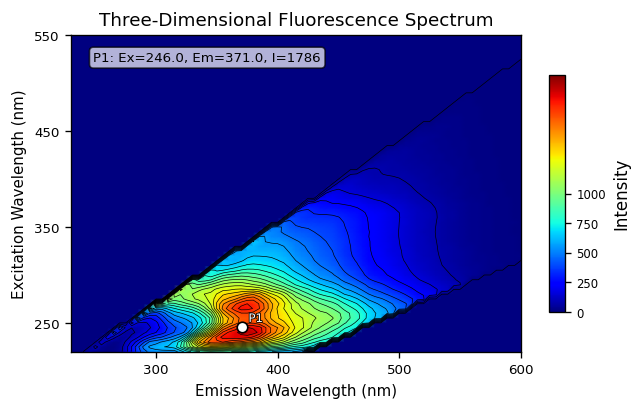 Three-Dimensional Fluorescence Spectrum
P1: Ex=246.0, Em=371.0, I=1786
P1
550
450
350
250
300
400
500
600
Excitation Wavelength (nm)
Emission Wavelength (nm)
1000
750
500
250
0
Intensity